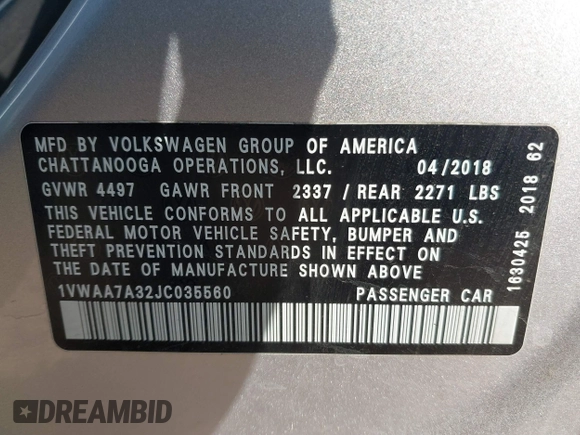 MFD BY VOLKSWAGEN GROUP OF AMERICA
CHATTANOOGA OPERATIONS, LLC. 04/2018
GVWR 4497 GAWR FRONT 2337 / REAR 2271 LBS
THIS VEHICLE CONFORMS TO ALL APPLICABLE U.S.
FEDERAL MOTOR VEHICLE SAFETY, BUMPER AND
THEFT PREVENTION STANDARDS IN EFFECT ON
THE DATE OF MANUFACTURE SHOWN ABOVE
1VWAA7A32JC035560 PASSENGER CAR
1630425 2018 62
DREAMBID